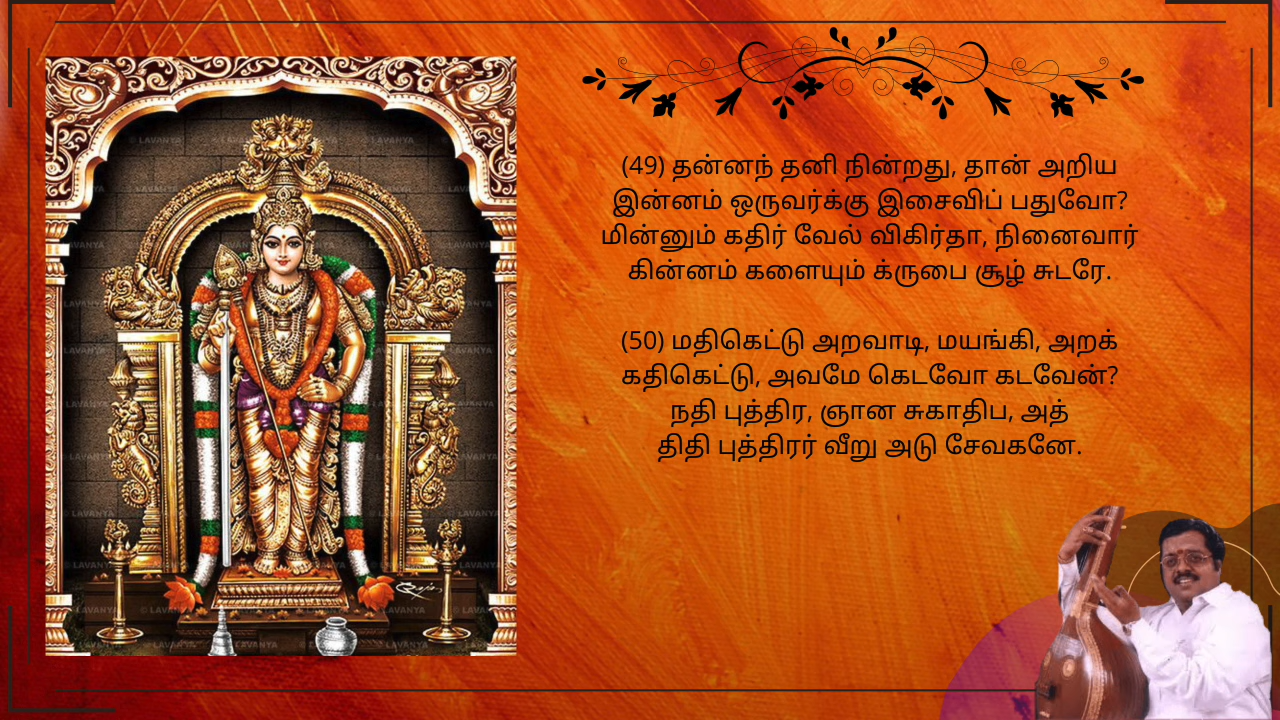 (49) தன்னந் தனி நின்றது, தான் அறிய
இன்னம் ஒருவர்க்கு இசைவிப் பதுவோ?
மின்னும் கதிர் வேல் விகிர்தா, நினைவார்
கின்னம் களையும் க்ருபை சூழ் சுடரே.
(50) மதிகெட்டு அறவாடி, மயங்கி, அறக்
கதிகெட்டு, அவமே கெடவோ கடவேன்?
நதி புத்திர, ஞான சுகாதிப, அத்
திதி புத்திரர் வீறு அடு சேவகனே.
© LAVANYA